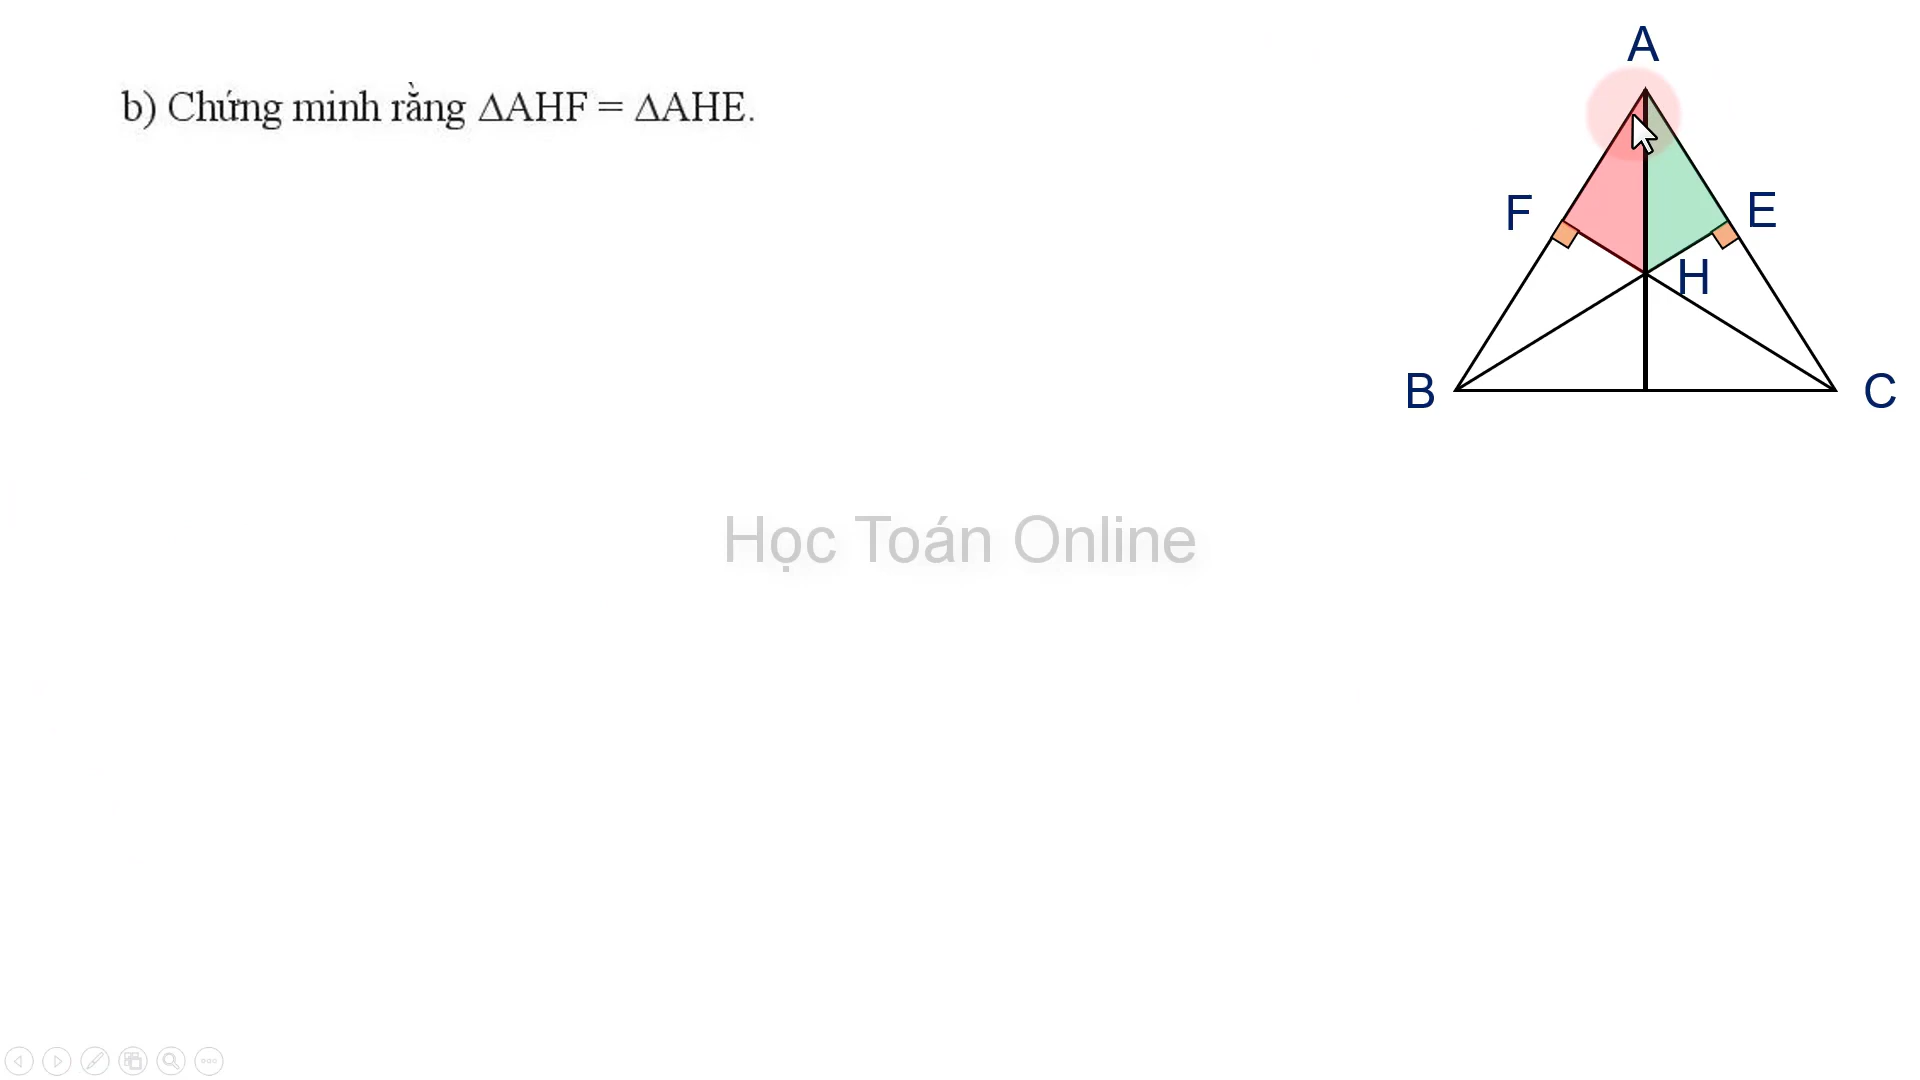 A
b) Chứng minh rằng ΔAHF = ΔAHE.
F
E
H
B
C
Học Toán Online